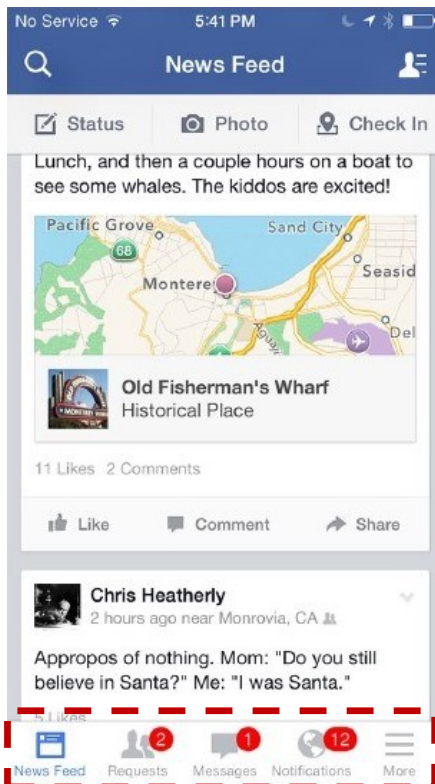 No Service 5:41 PM
News Feed
Status Photo Check In
Lunch, and then a couple hours on a boat to
see some whales. The kiddos are excited!
Pacific Grove
Sand City
68
Seasid
Montere
Del
Aguaj
Old Fisherman's Wharf
MONTEREY
Historical Place
11 Likes 2 Comments
Like Comment Share
Chris Heatherly
2 hours ago near Monrovia, CA
Appropos of nothing. Mom: "Do you still
believe in Santa?" Me: "I was Santa."
5 Likes
2 1 12
News Feed Requests Messages Notifications More